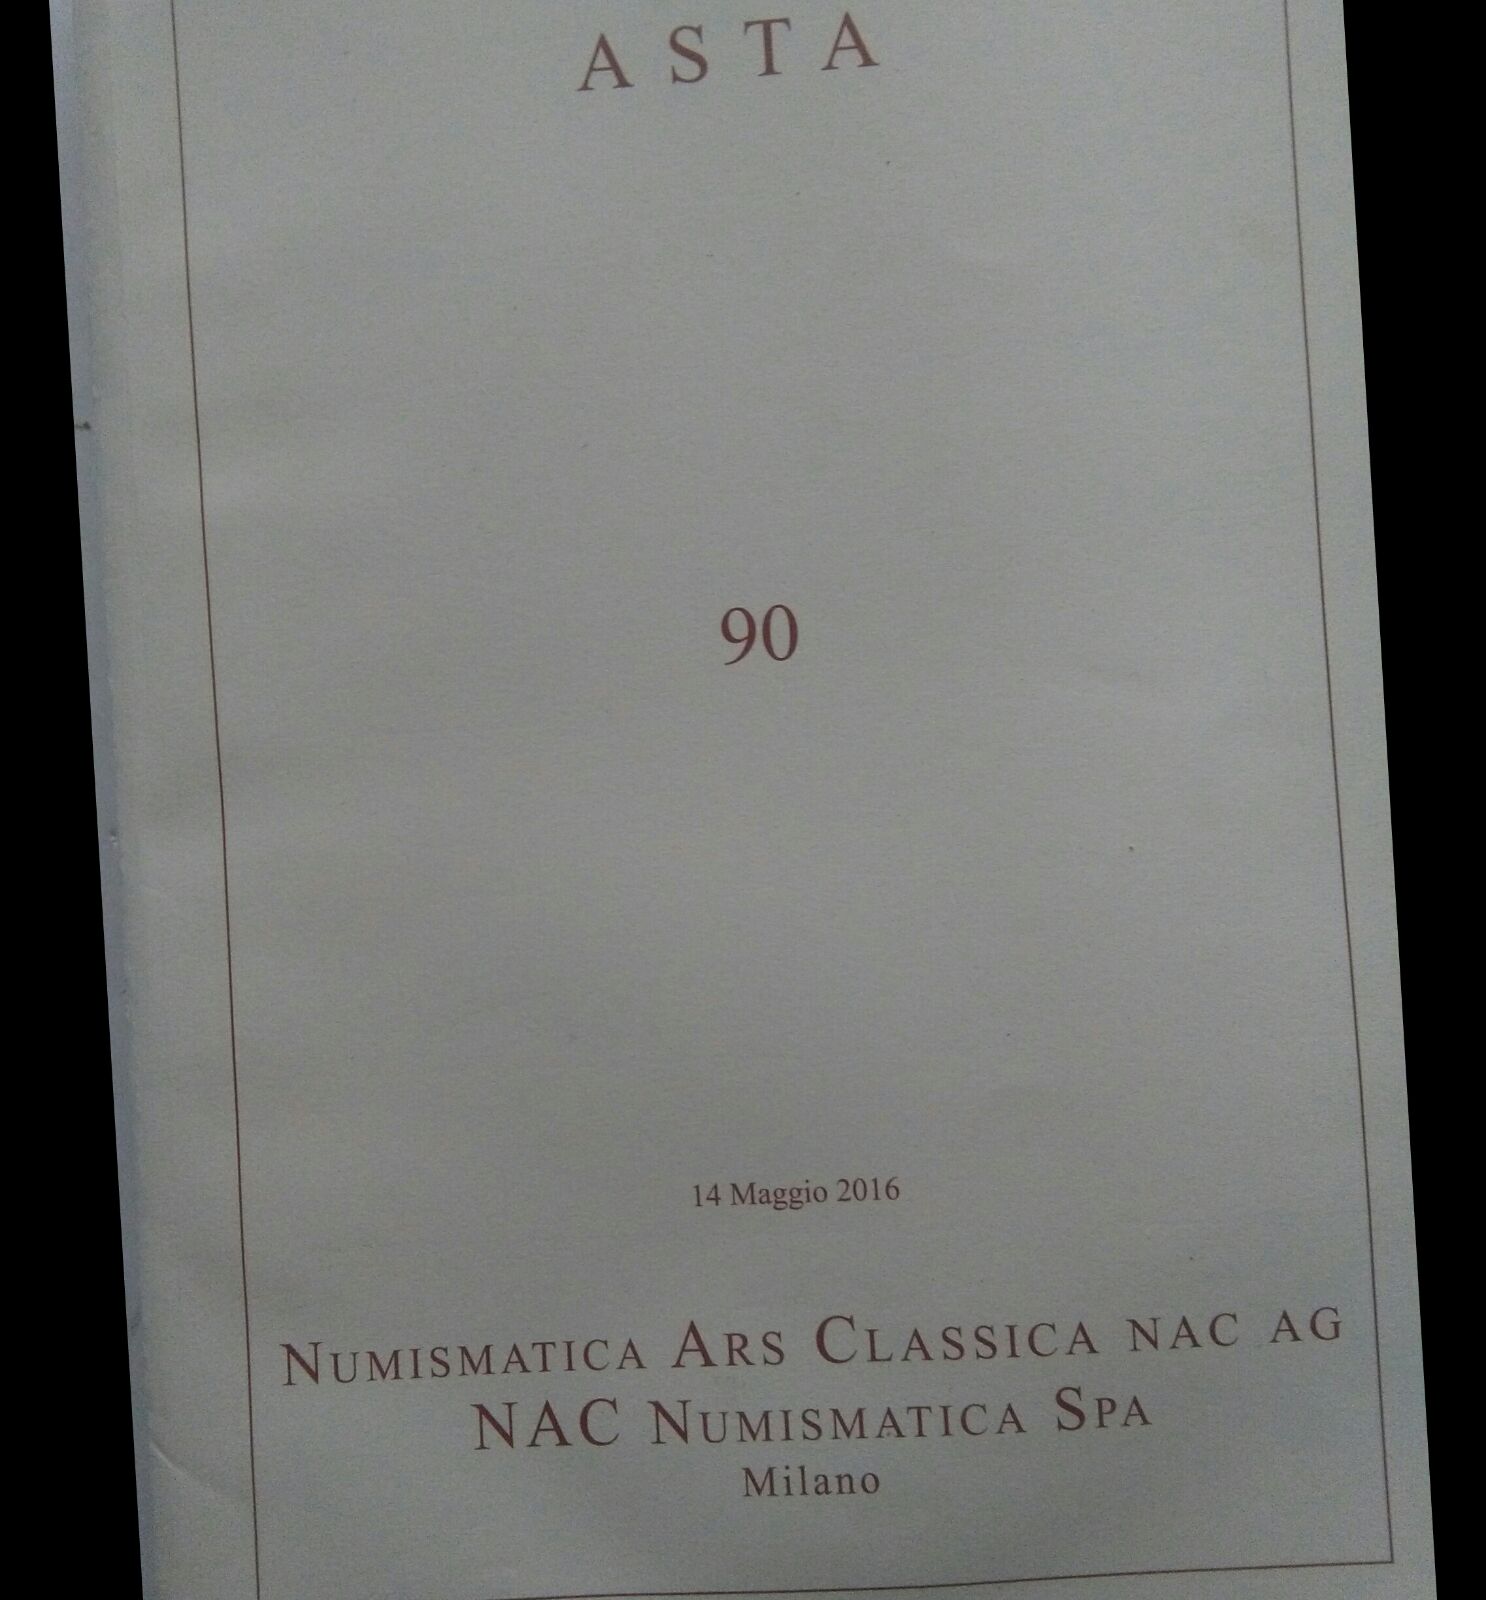 ASTA
90
14 Maggio 2016
NUMISMATICA ARS CLASSICA NAC AG
NAC NUMISMATICA SPA
Milano